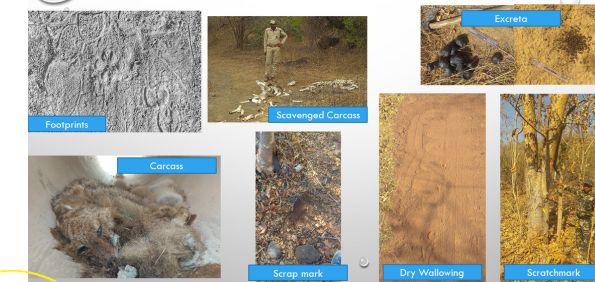 Excreta
Scavenged Carcass
Footprints
Carcass
Scrap mark
Dry Wallowing
Scratchmark